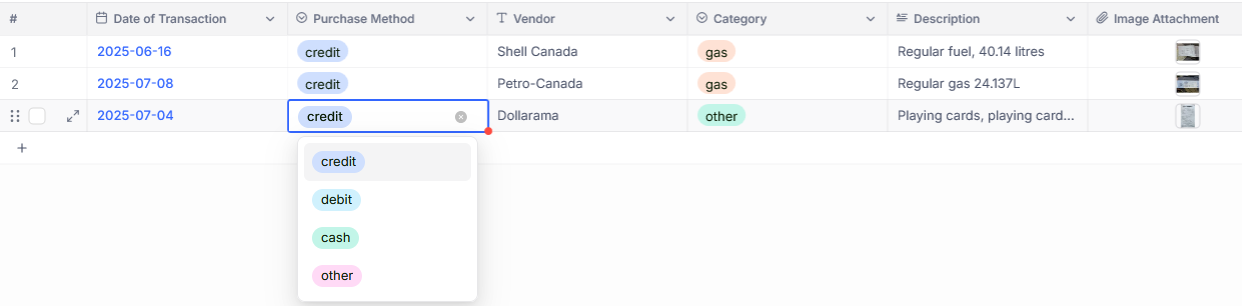 # Date of Transaction Purchase Method Vendor Category Description Image Attachment
1 2025-06-16 credit Shell Canada gas Regular fuel, 40.14 litres
2 2025-07-08 credit Petro-Canada gas Regular gas 24.137L
2025-07-04 credit Dollarama other Playing cards, playing card...
+
credit
debit
cash
other